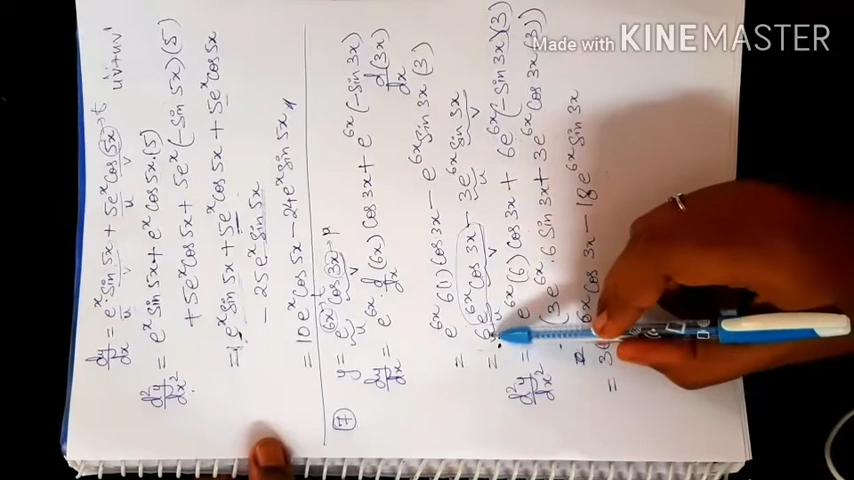 Made with KINEMASTER
dy/dx = e^x. sin 5x + 5e^x cos (5x) → t
u v u v
u'v + uv'
d²y/dx² = e^x sin 5x + e^x cos 5x.(5)
+ 5e^x cos 5x + 5e^x (-sin 5x)(5)
= 1e^x sin 5x + 5e^x cos 5x + 5e^x cos 5x
- 25e^x sin 5x
= 10e^x cos 5x - 24e^x sin 5x //
7 y = e^6x cos (3x) → p
u v
dy/dx = e^6x. d/dx (6x) cos 3x + e^6x (-sin 3x) d(3x)/dx
= e^6x 6(1) cos 3x - e^6x sin 3x (3)
= 6e^6x cos 3x - 3e^6x sin 3x
u v u v
d²y/dx² = e^6x (6) cos 3x + 6e^6x (-sin 3x)(3)
(3e^6x. 6 sin 3x + 3e^6x cos 3x (3))
6x cos 3x - 18e^6x sin 3x
= 3